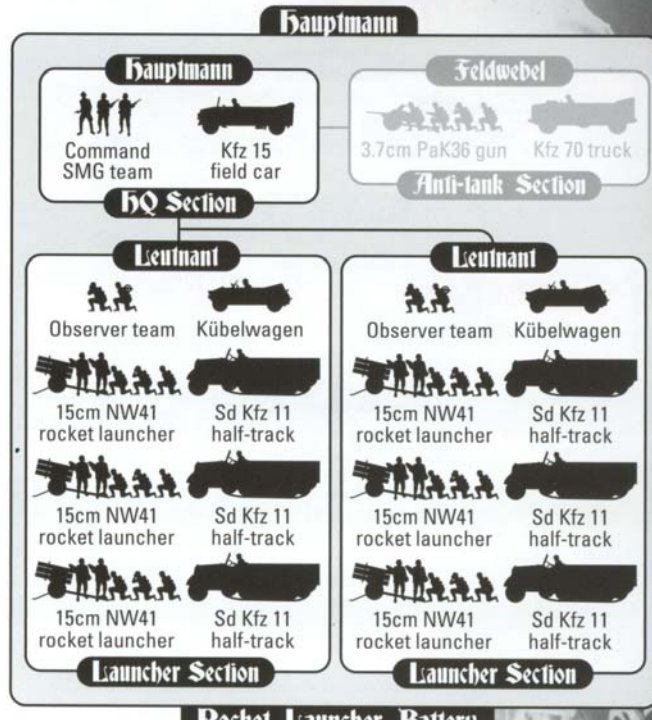 Hauptmann
Hauptmann
Command
SMG team
Kfz 15
field car
HQ Section
Feldwebel
3.7cm PaK36 gun
Kfz 70 truck
Anti-tank Section
Leutnant
Observer team
Kübelwagen
15cm NW41
rocket launcher
Sd Kfz 11
half-track
15cm NW41
rocket launcher
Sd Kfz 11
half-track
15cm NW41
rocket launcher
Sd Kfz 11
half-track
Launcher Section
Leutnant
Observer team
Kübelwagen
15cm NW41
rocket launcher
Sd Kfz 11
half-track
15cm NW41
rocket launcher
Sd Kfz 11
half-track
15cm NW41
rocket launcher
Sd Kfz 11
half-track
Launcher Section
Rocket Launcher Battery